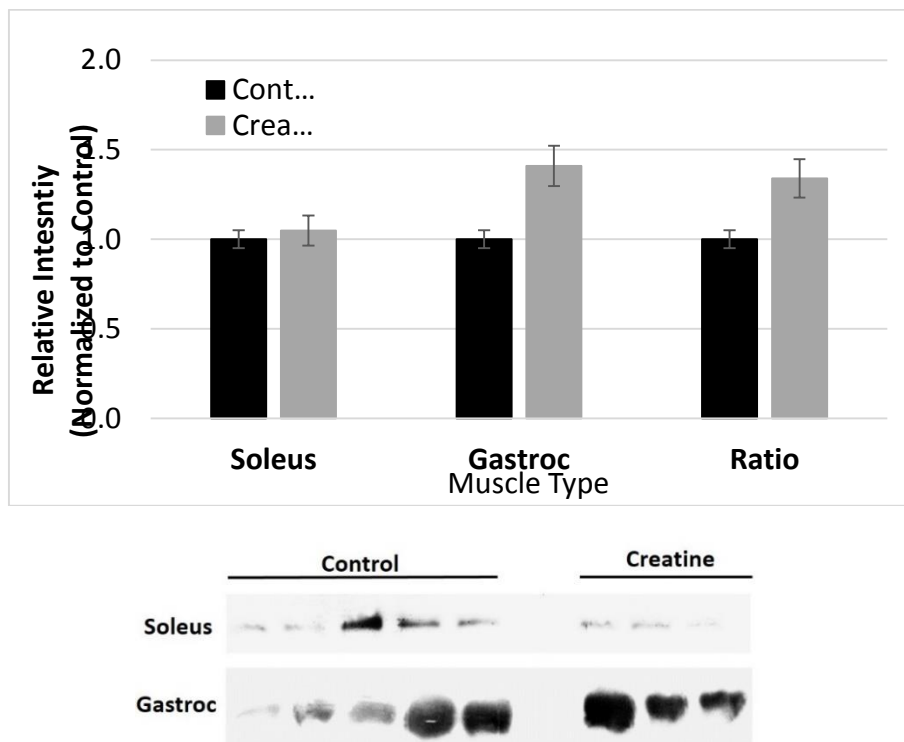 2.0
1.5
1.0
0.5
0.0
Relative Intesntiy
(Normalized to Control)
Cont...
Crea...
Soleus Gastroc Ratio
Muscle Type
Control Creatine
Soleus
Gastroc